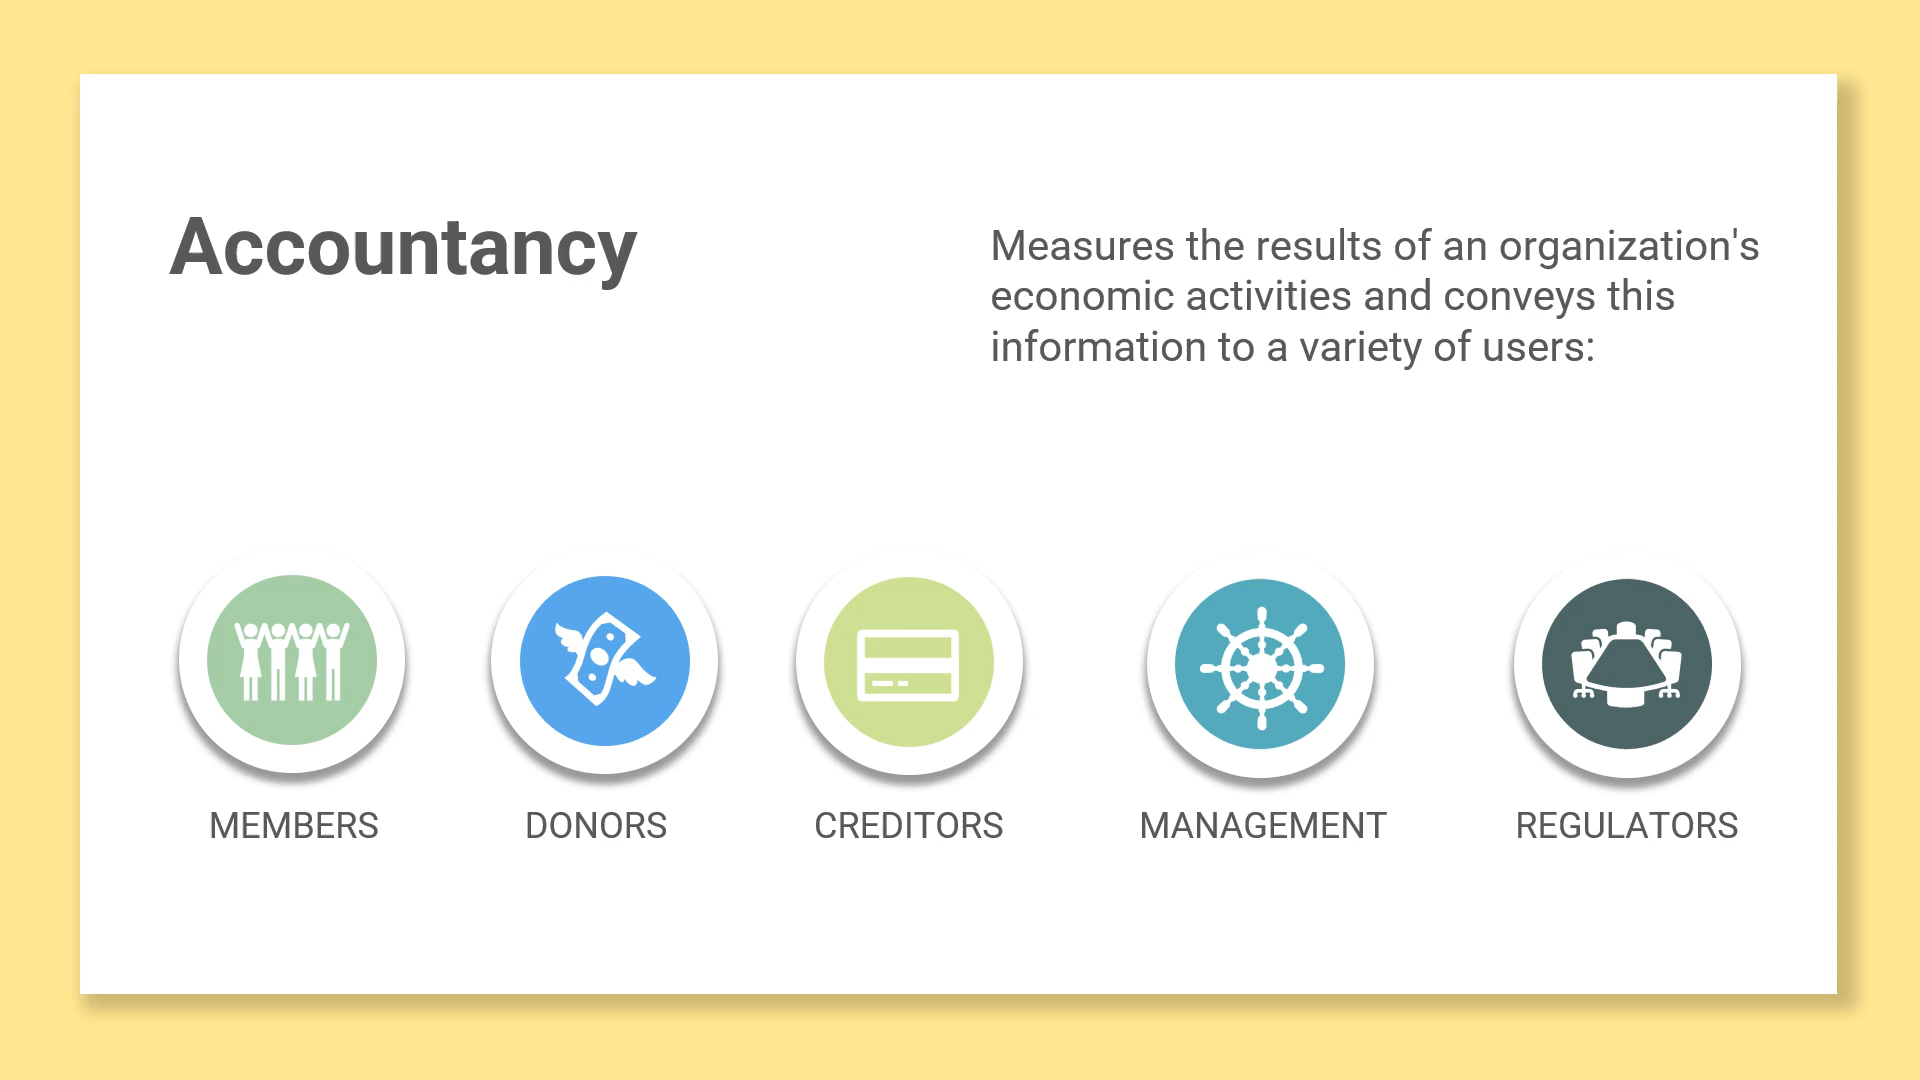 Accountancy
Measures the results of an organization's
economic activities and conveys this
information to a variety of users:
MEMBERS
DONORS
CREDITORS
MANAGEMENT
REGULATORS